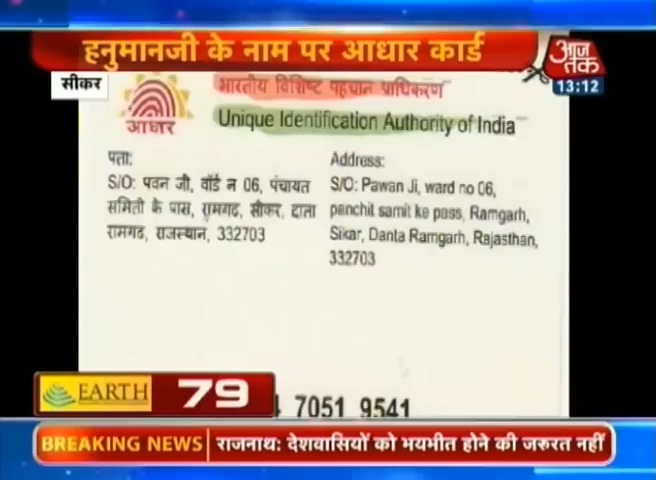 हनुमानजी के नाम पर आधार कार्ड
आज तक
सीकर
13:12
भारतीय विशिष्ट पहचान प्राधिकरण
Unique Identification Authority of India
आधार
पता:
S/O: पवन जी, वॉर्ड न 06, पंचायत
समिती के पास, रामगढ, सीकर, दाता
रामगढ, राजस्थान, 332703
Address:
S/O: Pawan Ji, ward no 06,
panchit samit ke pass, Ramgarh,
Sikar, Danta Ramgarh, Rajasthan,
332703
EARTH 79
7051 9541
BREAKING NEWS राजनाथ: देशवासियों को भयभीत होने की जरुरत नहीं